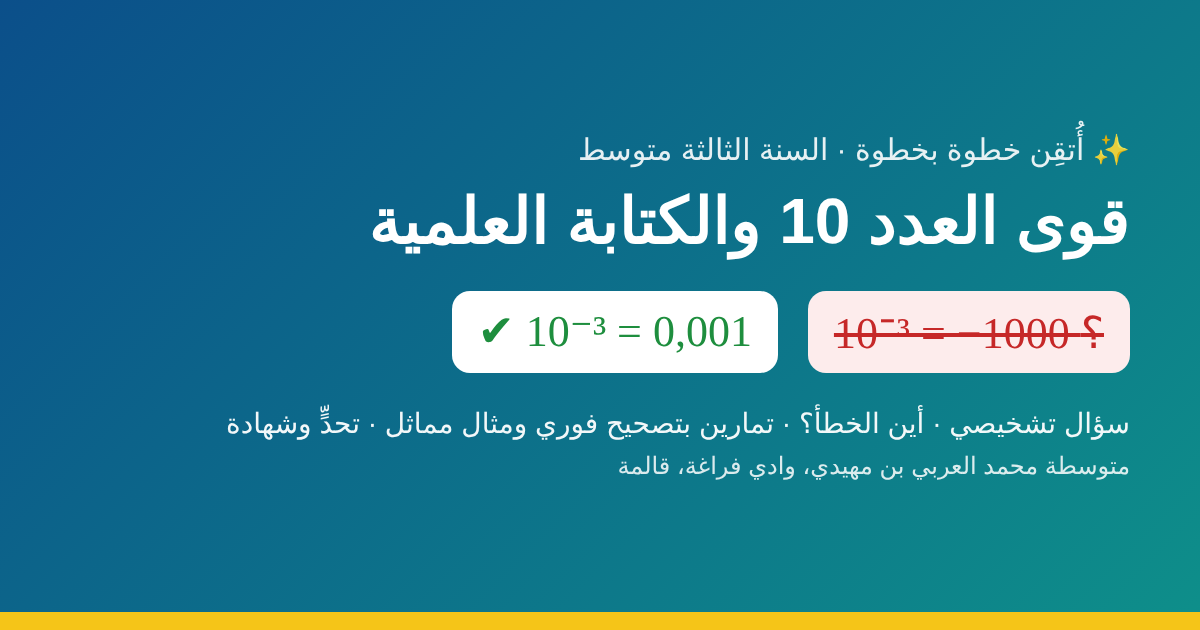 ✨ أُتقِن خطوة بخطوة · السنة الثالثة متوسط
قوى العدد 10 والكتابة العلمية
10⁻³ = −1000 ؟
10⁻³ = 0,001 ✔
سؤال تشخيصي · أين الخطأ؟ · تمارين بتصحيح فوري ومثال مماثل · تحدٍّ وشهادة
متوسطة محمد العربي بن مهيدي، وادي فراغة، قالمة